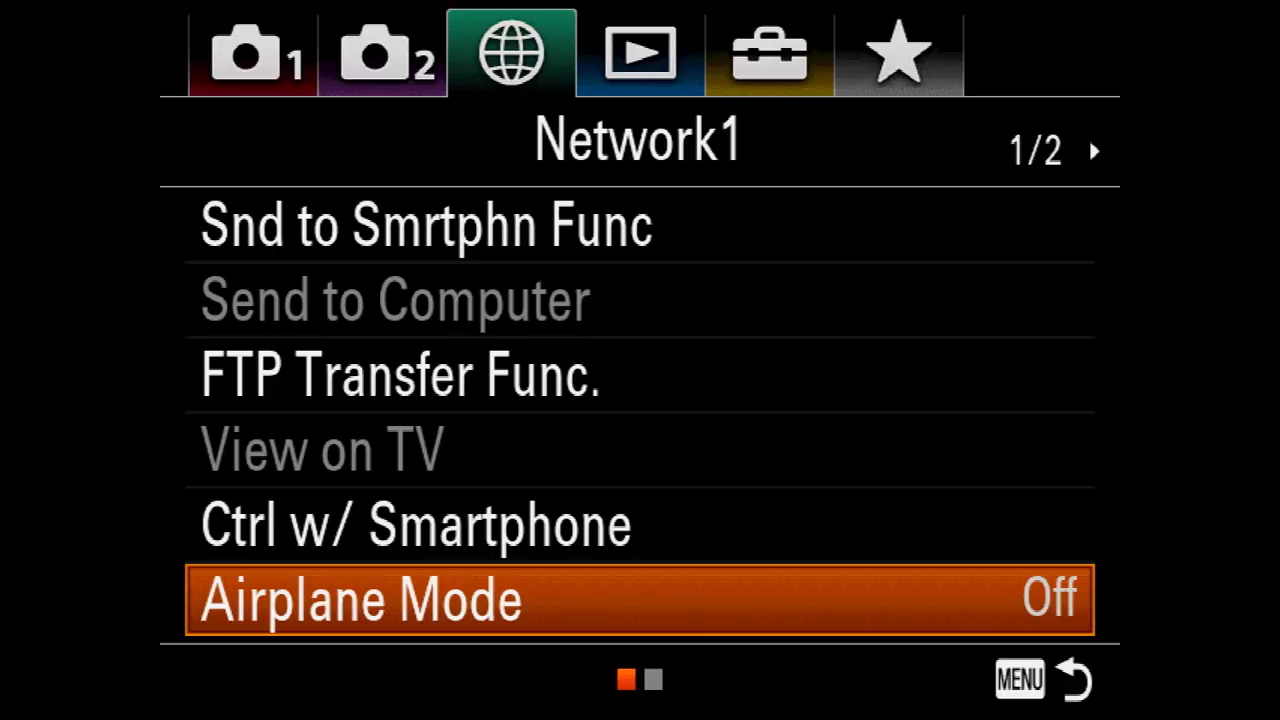 1 2
Network1 1/2
Snd to Smrtphn Func
Send to Computer
FTP Transfer Func.
View on TV
Ctrl w/ Smartphone
Airplane Mode Off
MENU